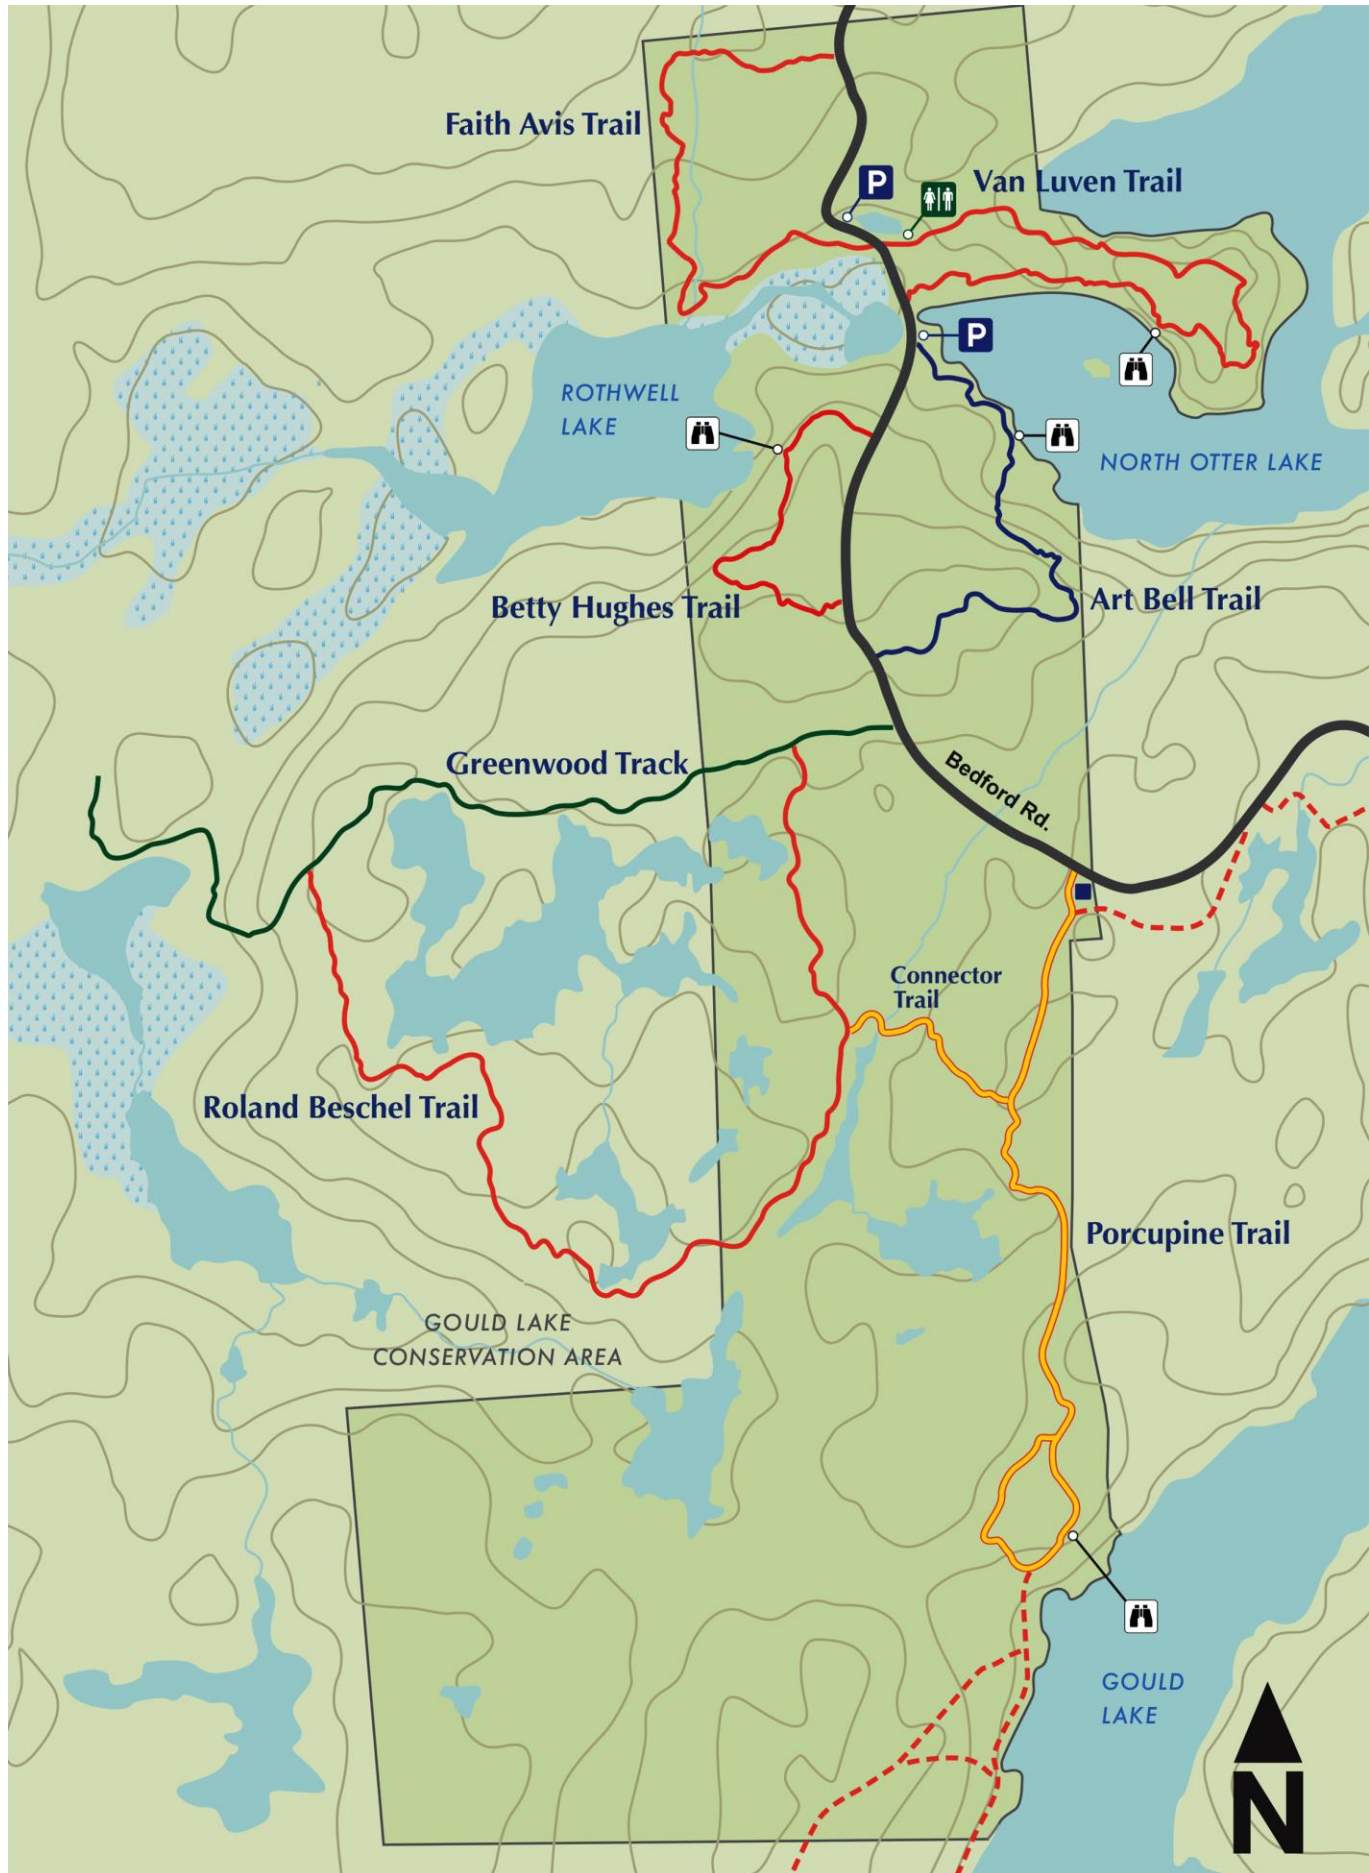 Faith Avis Trail
P
Van Luven Trail
P
ROTHWELL
LAKE
NORTH OTTER LAKE
Betty Hughes Trail
Art Bell Trail
Greenwood Track
Bedford Rd.
Connector
Trail
Roland Beschel Trail
Porcupine Trail
GOULD LAKE
CONSERVATION AREA
GOULD
LAKE
N